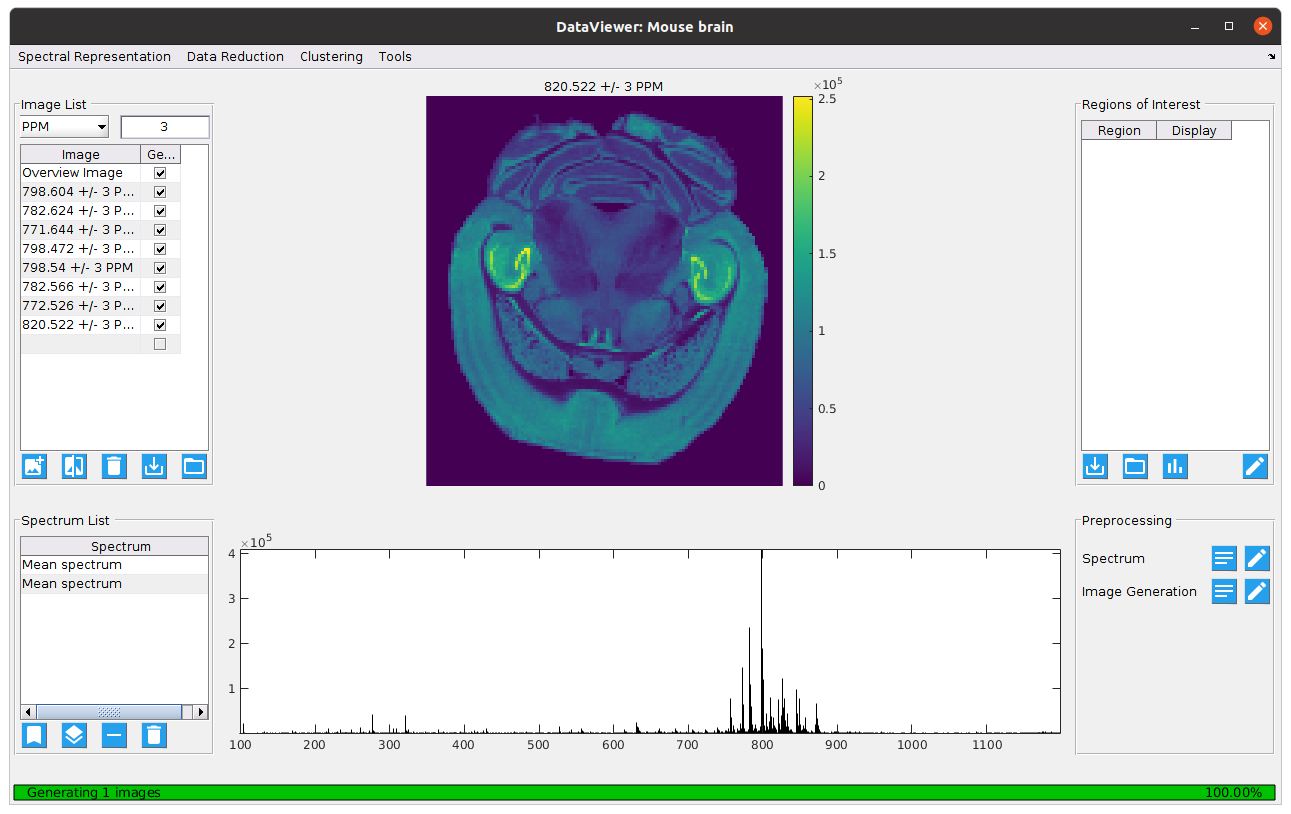 DataViewer: Mouse brain
Spectral Representation Data Reduction Clustering Tools
Image List
PPM 3
Image Ge...
Overview Image
798.604 +/- 3 P...
782.624 +/- 3 P...
771.644 +/- 3 P...
798.472 +/- 3 P...
798.54 +/- 3 PPM
782.566 +/- 3 P...
772.526 +/- 3 P...
820.522 +/- 3 P...
820.522 +/- 3 PPM
×10⁵
2.5
2
1.5
1
0.5
0
Regions of Interest
Region Display
Spectrum List
Spectrum
Mean spectrum
Mean spectrum
×10⁵
4
3
2
1
100 200 300 400 500 600 700 800 900 1000 1100
Preprocessing
Spectrum
Image Generation
Generating 1 images 100.00%